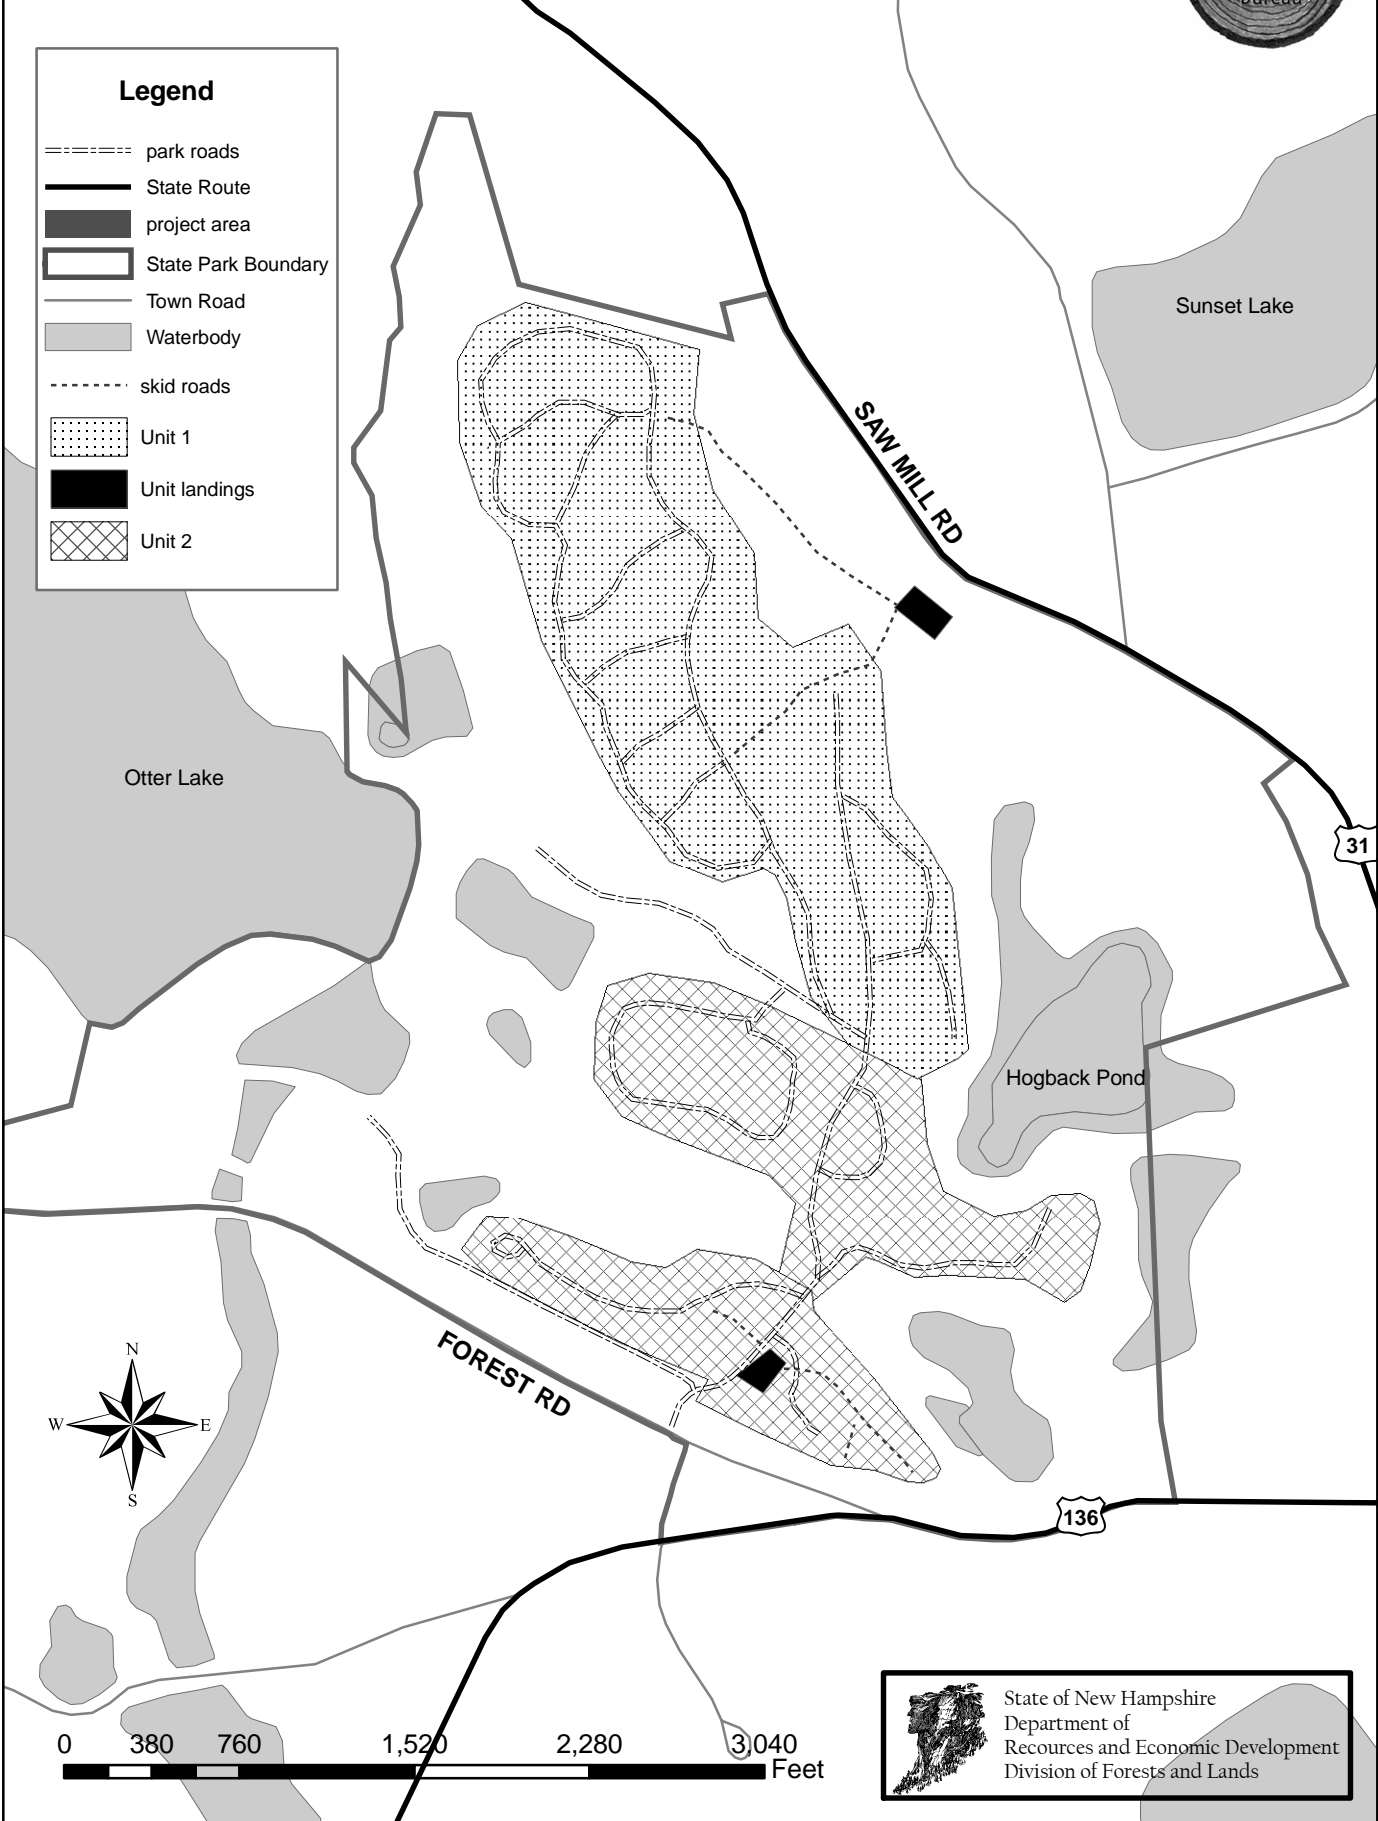 Bureau
Legend
park roads
State Route
project area
State Park Boundary
Town Road
Waterbody
skid roads
Unit 1
Unit landings
Unit 2
Sunset Lake
SAW MILL RD
Otter Lake
31
Hogback Pond
FOREST RD
N
W
E
S
136
0 380 760 1,520 2,280 3,040
Feet
State of New Hampshire
Department of
Recources and Economic Development
Division of Forests and Lands